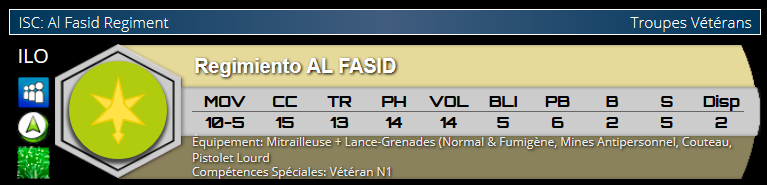 ISC: Al Fasid Regiment Troupes Vétérans
ILO
Regimiento AL FASID
MOV CC TR PH VOL BLI PB B S Disp
10-5 15 13 14 14 5 6 2 5 2
Équipement: Mitrailleuse + Lance-Grenades (Normal & Fumigène, Mines Antipersonnel, Couteau,
Pistolet Lourd
Compétences Spéciales: Vétéran N1